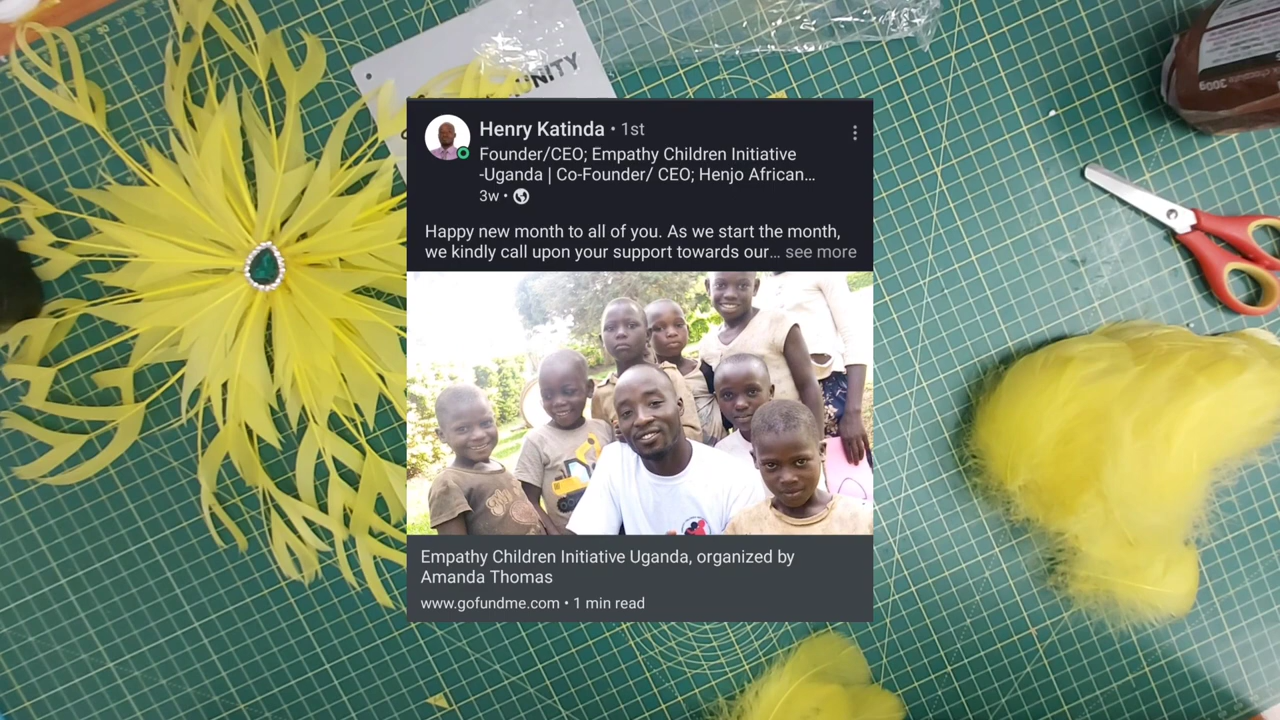 UNITY
Henry Katinda • 1st
Founder/CEO; Empathy Children Initiative
-Uganda | Co-Founder/ CEO; Henjo African...
3w •
Happy new month to all of you. As we start the month,
we kindly call upon your support towards our... see more
Empathy Children Initiative Uganda, organized by
Amanda Thomas
www.gofundme.com • 1 min read
300g